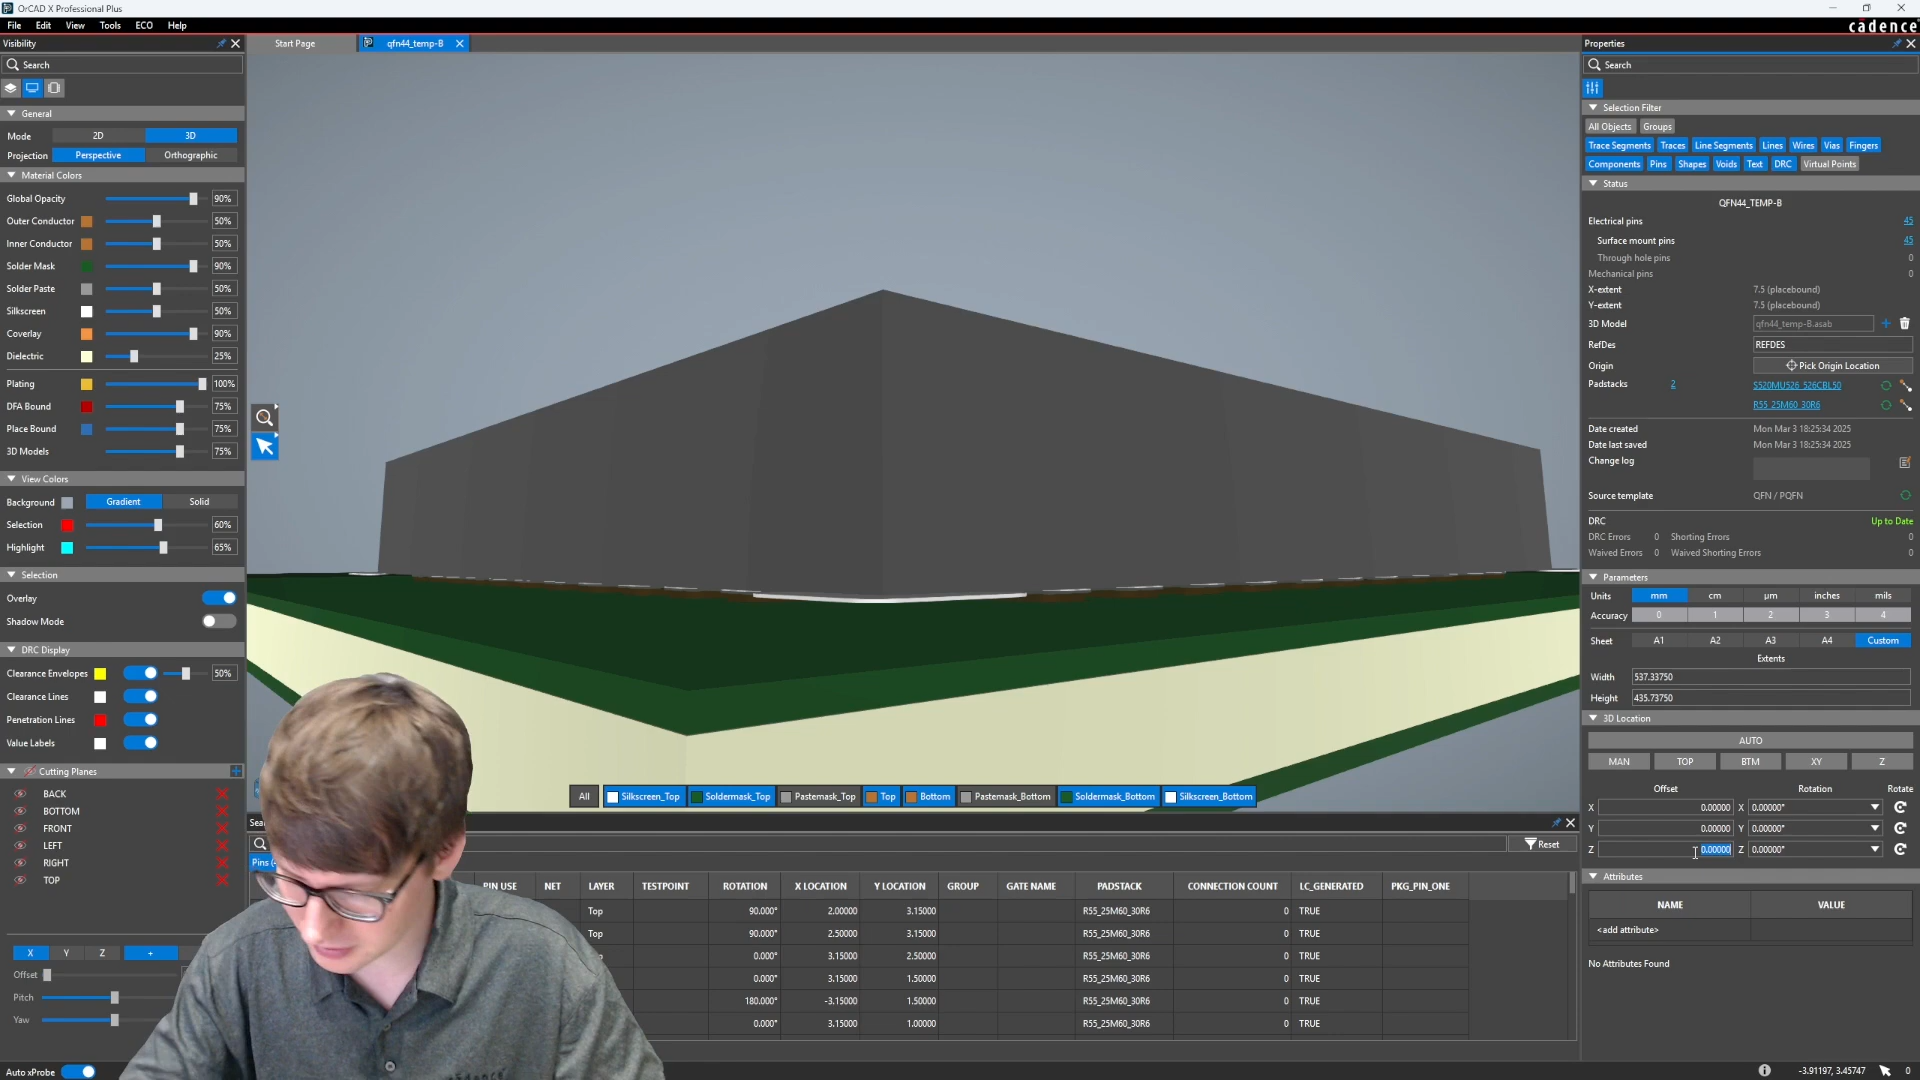 OrCAD X Professional Plus
File Edit View Tools ECO Help
cādence
Visibility
Search
General
Mode 2D 3D
Projection Perspective Orthographic
Material Colors
Global Opacity 90%
Outer Conductor 50%
Inner Conductor 50%
Solder Mask 90%
Solder Paste 50%
Silkscreen 50%
Coverlay 90%
Dielectric 25%
Plating 100%
DFA Bound 75%
Place Bound 75%
3D Models 75%
View Colors
Background Gradient Solid
Selection 60%
Highlight 65%
Selection
Overlay
Shadow Mode
DRC Display
Clearance Envelopes 50%
Clearance Lines
Penetration Lines
Value Labels
Cutting Planes
BACK
BOTTOM
FRONT
LEFT
RIGHT
TOP
X Y Z +
Offset
Pitch
Yaw
Auto xProbe
Start Page qfn44_temp-B
All Silkscreen_Top Soldermask_Top Pastemask_Top Top Bottom Pastemask_Bottom Soldermask_Bottom Silkscreen_Bottom
Reset
PIN USE NET LAYER TESTPOINT ROTATION X LOCATION Y LOCATION GROUP GATE NAME PADSTACK CONNECTION COUNT LC_GENERATED PKG_PIN_ONE
Top 90.000° 2.00000 3.15000 R55_25M60_30R6 0 TRUE
Top 90.000° 2.50000 3.15000 R55_25M60_30R6 0 TRUE
0.000° 3.15000 2.50000 R55_25M60_30R6 0 TRUE
0.000° 3.15000 1.50000 R55_25M60_30R6 0 TRUE
180.000° -3.15000 1.50000 R55_25M60_30R6 0 TRUE
0.000° 3.15000 1.00000 R55_25M60_30R6 0 TRUE
Properties
Search
Selection Filter
All Objects Groups
Trace Segments Traces Line Segments Lines Wires Vias Fingers
Components Pins Shapes Voids Text DRC Virtual Points
Status
QFN44_TEMP-B
Electrical pins 45
Surface mount pins 45
Through hole pins 0
Mechanical pins 0
X-extent 7.5 (placebound)
Y-extent 7.5 (placebound)
3D Model qfn44_temp-B.asab
RefDes REFDES
Origin Pick Origin Location
Padstacks 2 S520MU526_526CBL50
R55_25M60_30R6
Date created Mon Mar 3 18:25:34 2025
Date last saved Mon Mar 3 18:25:34 2025
Change log
Source template QFN / PQFN
DRC Up to Date
DRC Errors 0 Shorting Errors 0
Waived Errors 0 Waived Shorting Errors 0
Parameters
Units mm cm µm inches mils
Accuracy 0 1 2 3 4
Sheet A1 A2 A3 A4 Custom
Extents
Width 537.33750
Height 435.73750
3D Location
AUTO
MAN TOP BTM XY Z
Offset Rotation Rotate
X 0.00000 X 0.00000°
Y 0.00000 Y 0.00000°
Z 0.00000 Z 0.00000°
Attributes
NAME VALUE
<add attribute>
No Attributes Found
-3.91197, 3.45747 0